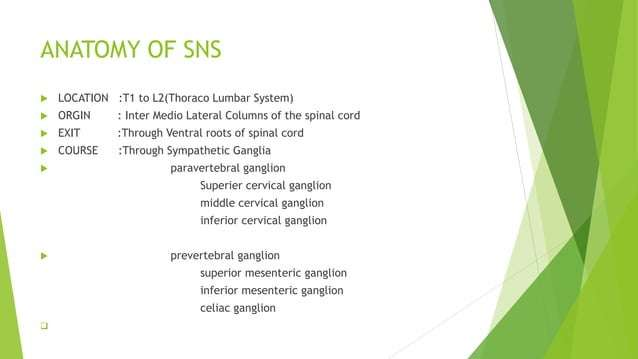 ANATOMY OF SNS
LOCATION :T1 to L2(Thoraco Lumbar System)
ORGIN : Inter Medio Lateral Columns of the spinal cord
EXIT :Through Ventral roots of spinal cord
COURSE :Through Sympathetic Ganglia
paravertebral ganglion
Superier cervical ganglion
middle cervical ganglion
inferior cervical ganglion
prevertebral ganglion
superior mesenteric ganglion
inferior mesenteric ganglion
celiac ganglion